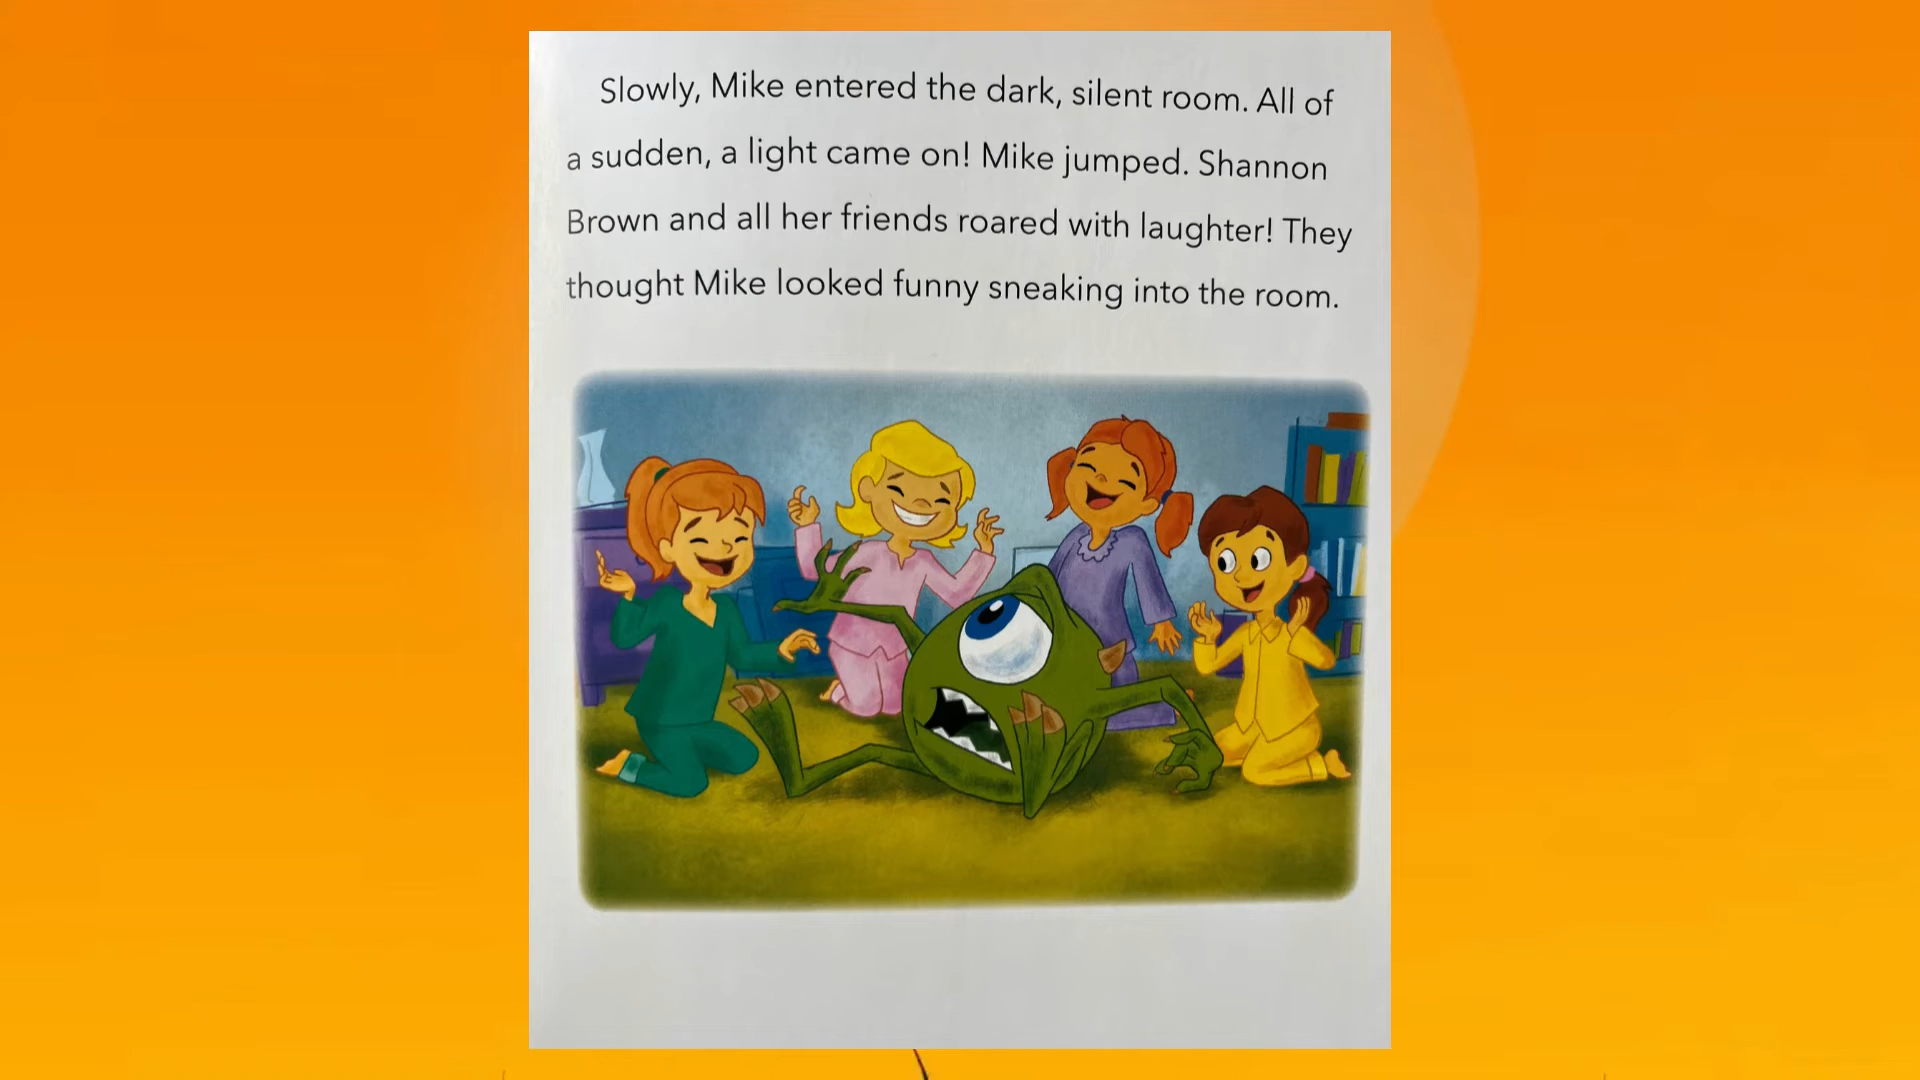 Slowly, Mike entered the dark, silent room. All of
a sudden, a light came on! Mike jumped. Shannon
Brown and all her friends roared with laughter! They
thought Mike looked funny sneaking into the room.